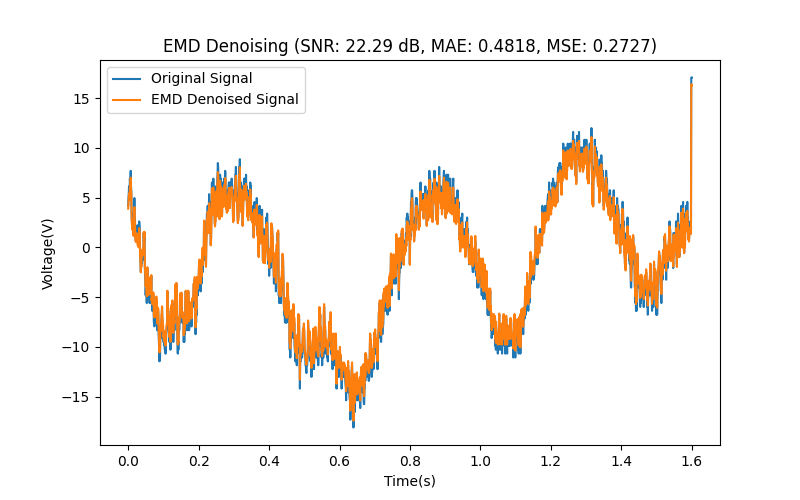 EMD Denoising (SNR: 22.29 dB, MAE: 0.4818, MSE: 0.2727)
Original Signal
EMD Denoised Signal
Voltage(V)
15
10
5
0
−5
−10
−15
0.0 0.2 0.4 0.6 0.8 1.0 1.2 1.4 1.6
Time(s)